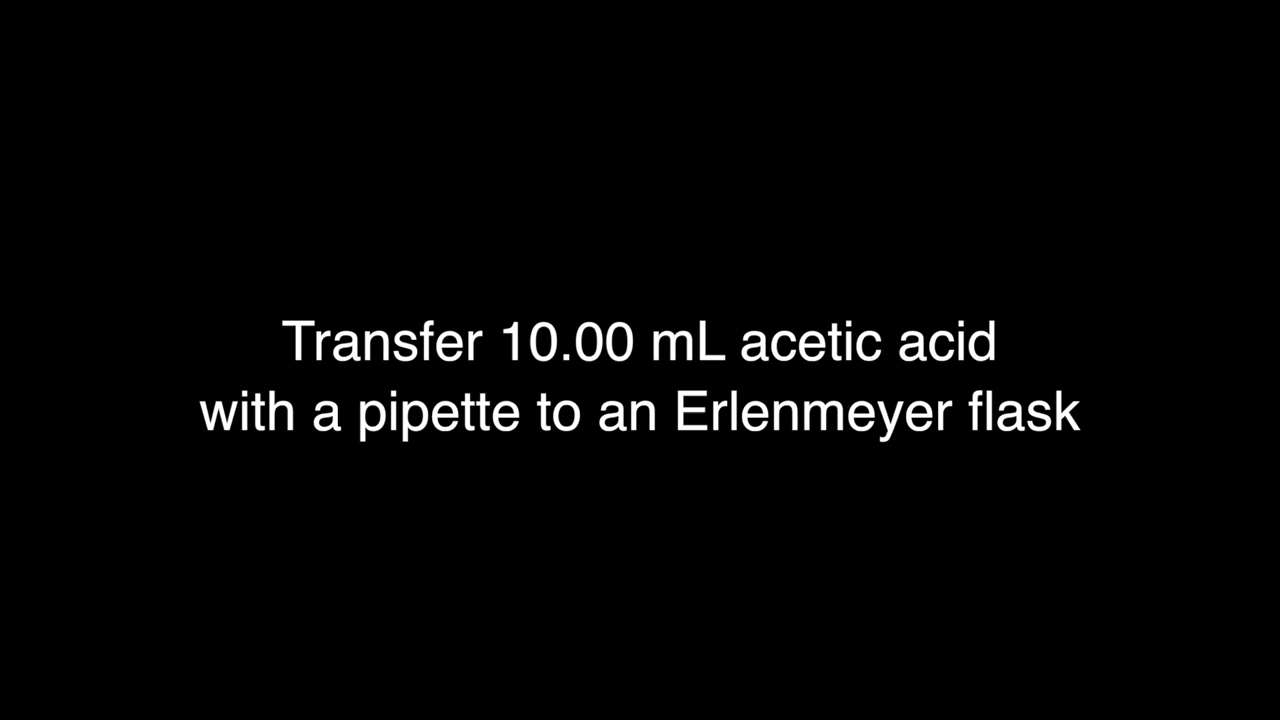 Transfer 10.00 mL acetic acid
with a pipette to an Erlenmeyer flask